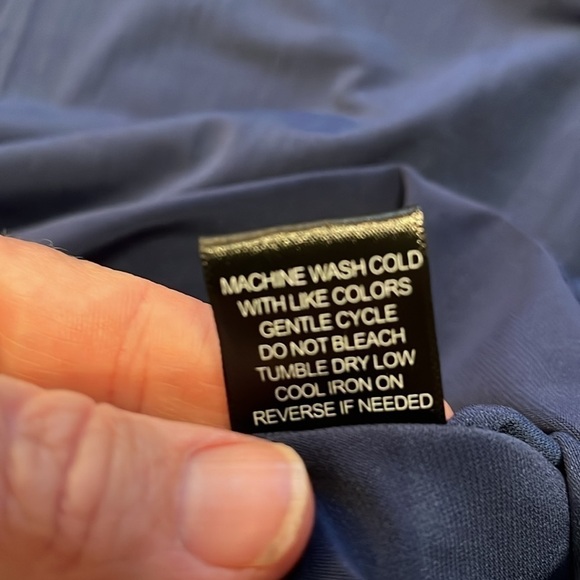 MACHINE WASH COLD
WITH LIKE COLORS
GENTLE CYCLE
DO NOT BLEACH
TUMBLE DRY LOW
COOL IRON ON
REVERSE IF NEEDED